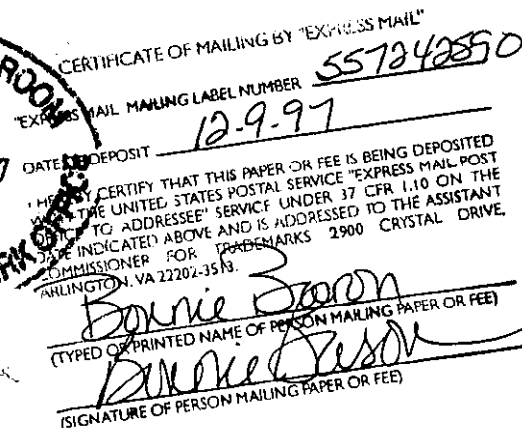 CERTIFICATE OF MAILING BY "EXPRESS MAIL"
"EXPRESS MAIL MAILING LABEL NUMBER 557242550
DATE OF DEPOSIT 12-9-97
I HEREBY CERTIFY THAT THIS PAPER OR FEE IS BEING DEPOSITED
WITH THE UNITED STATES POSTAL SERVICE "EXPRESS MAIL POST
OFFICE TO ADDRESSEE" SERVICE UNDER 37 CFR 1.10 ON THE
DATE INDICATED ABOVE AND IS ADDRESSED TO THE ASSISTANT
COMMISSIONER FOR TRADEMARKS 2900 CRYSTAL DRIVE,
ARLINGTON, VA 22202-3513.
Bonnie
(TYPED OR PRINTED NAME OF PERSON MAILING PAPER OR FEE)
Bonnie
(SIGNATURE OF PERSON MAILING PAPER OR FEE)
ROOM